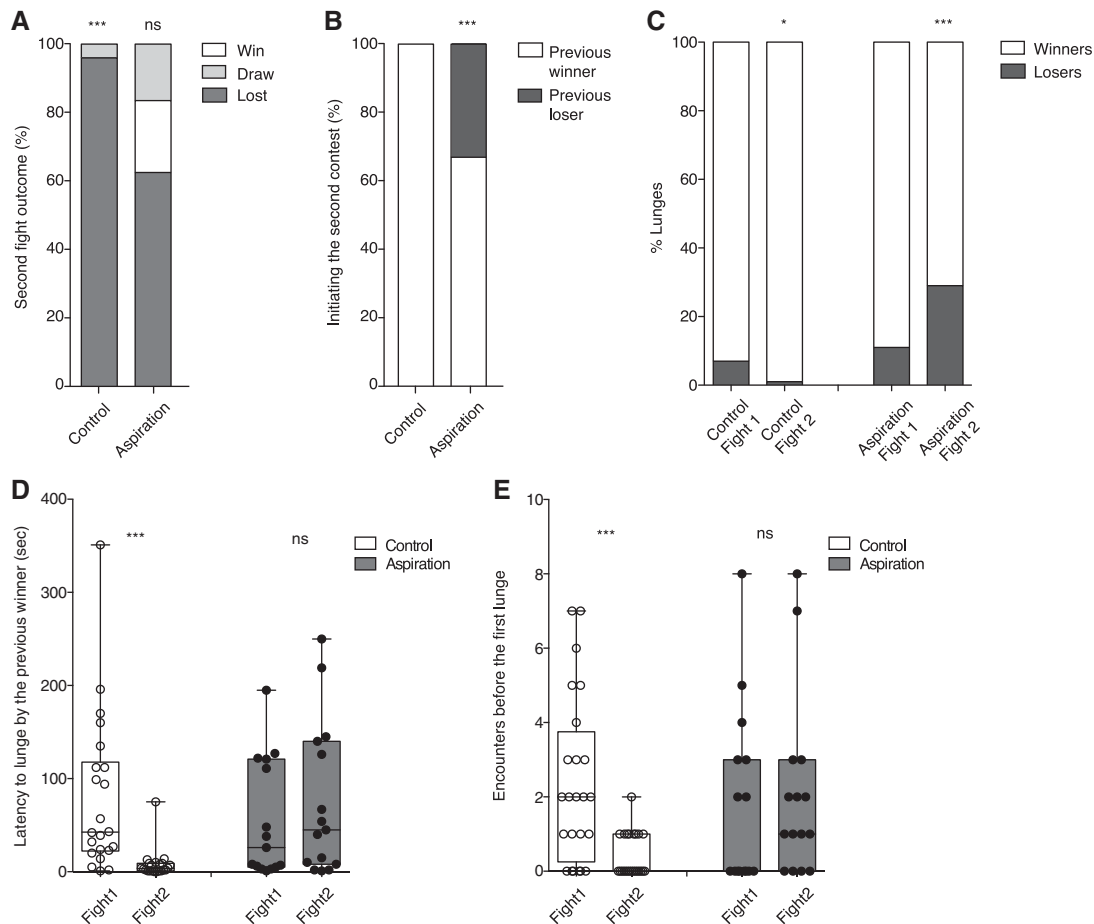 A
***
ns
Second fight outcome (%)
100
80
60
40
20
0
Control
Aspiration
Win
Draw
Lost
B
***
Initiating the second contest (%)
100
80
60
40
20
0
Control
Aspiration
Previous
winner
Previous
loser
C
*
***
% Lunges
100
80
60
40
20
0
Control
Fight 1
Control
Fight 2
Aspiration
Fight 1
Aspiration
Fight 2
Winners
Losers
D
***
ns
Latency to lunge by the previous winner (sec)
400
300
200
100
0
Fight1
Fight2
Fight1
Fight2
Control
Aspiration
E
***
ns
Encounters before the first lunge
10
8
6
4
2
0
Fight1
Fight2
Fight1
Fight2
Control
Aspiration